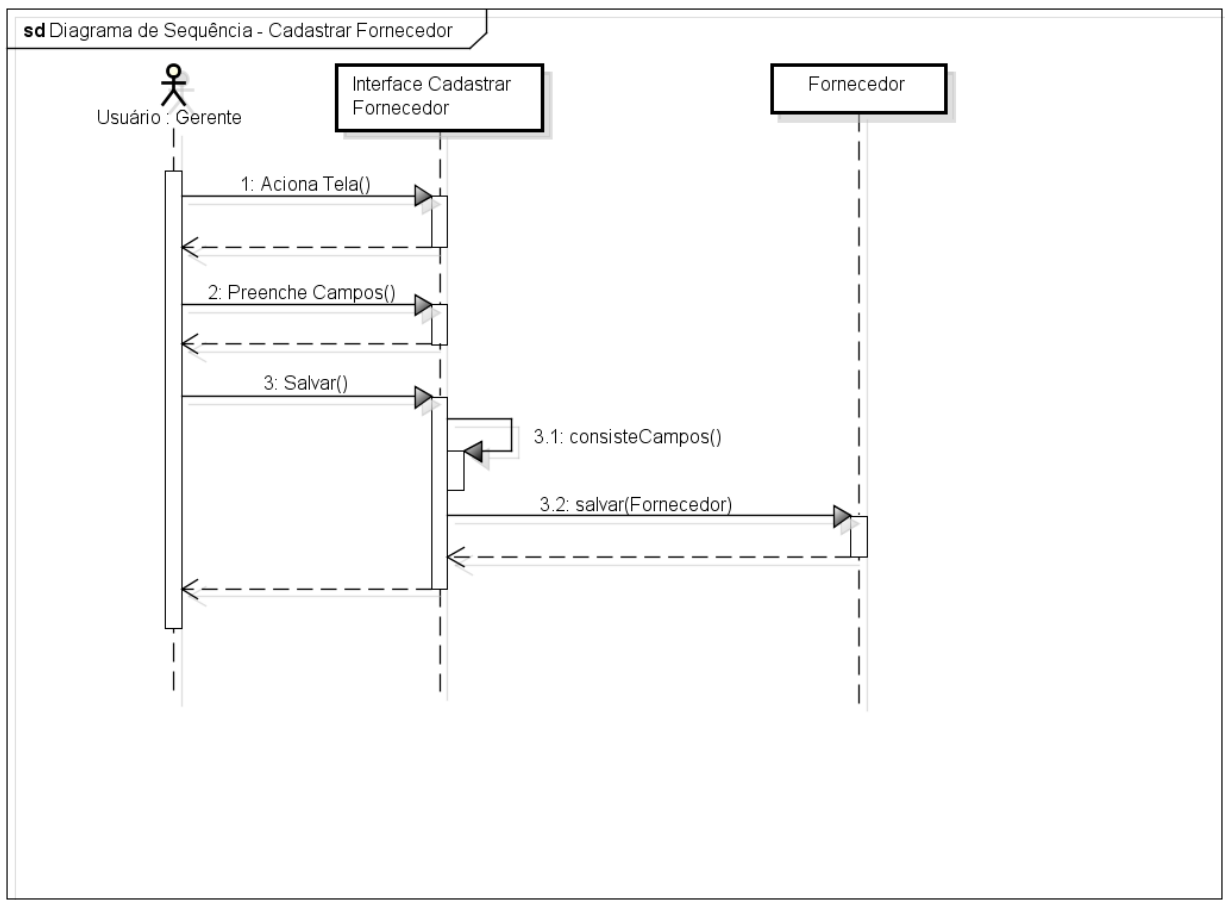 sd Diagrama de Sequência - Cadastrar Fornecedor
Usuário : Gerente
Interface Cadastrar
Fornecedor
Fornecedor
1: Aciona Tela()
2: Preenche Campos()
3: Salvar()
3.1: consisteCampos()
3.2: salvar(Fornecedor)